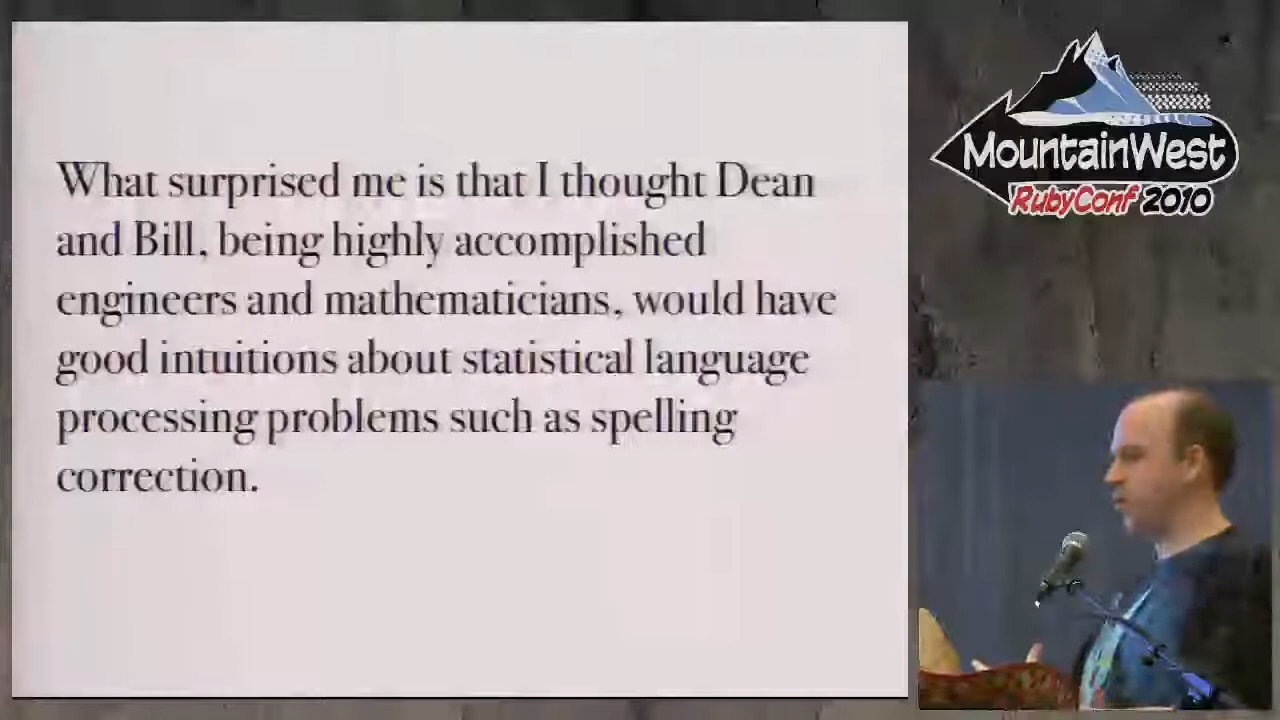 What surprised me is that I thought Dean
and Bill, being highly accomplished
engineers and mathematicians, would have
good intuitions about statistical language
processing problems such as spelling
correction.
MountainWest
RubyConf 2010